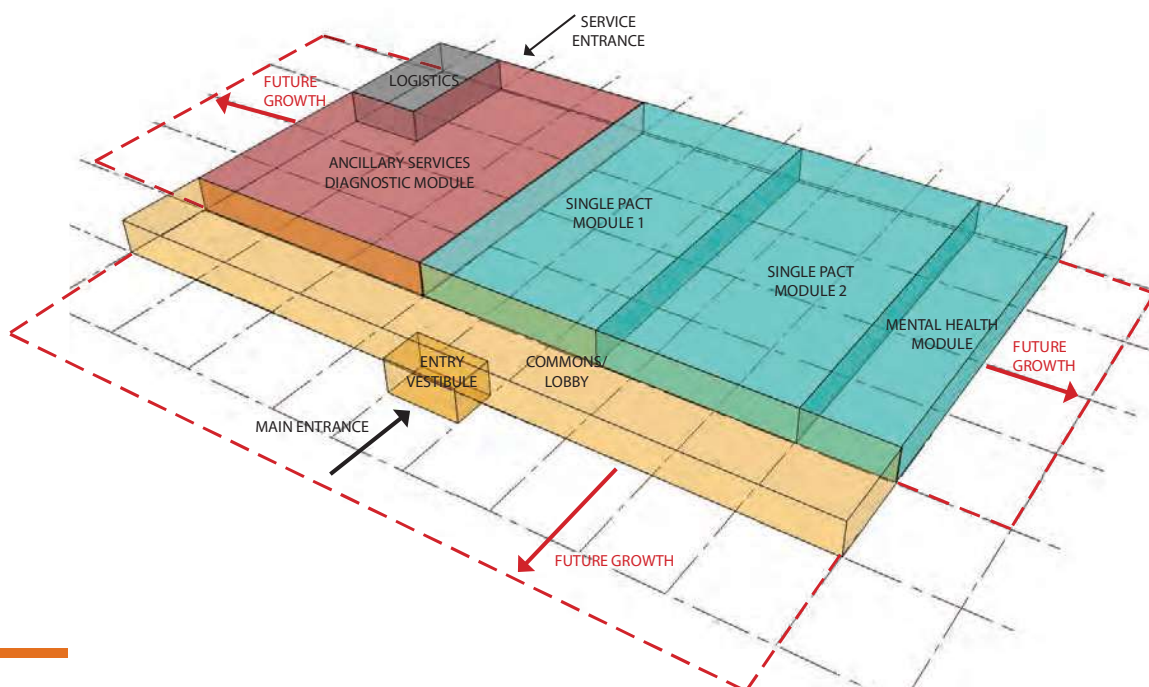 SERVICE
ENTRANCE
LOGISTICS
FUTURE
GROWTH
ANCILLARY SERVICES
DIAGNOSTIC MODULE
SINGLE PACT
MODULE 1
SINGLE PACT
MODULE 2
MENTAL HEALTH
MODULE
FUTURE
GROWTH
ENTRY
VESTIBULE
COMMONS/
LOBBY
MAIN ENTRANCE
FUTURE GROWTH